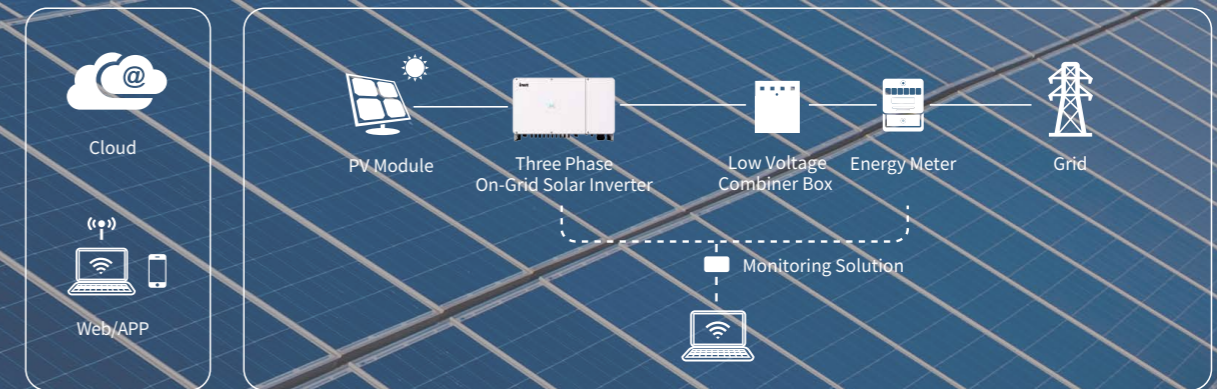 @
Cloud
Web/APP
PV Module
invt
Three Phase
On-Grid Solar Inverter
Low Voltage
Combiner Box
Energy Meter
Grid
Monitoring Solution